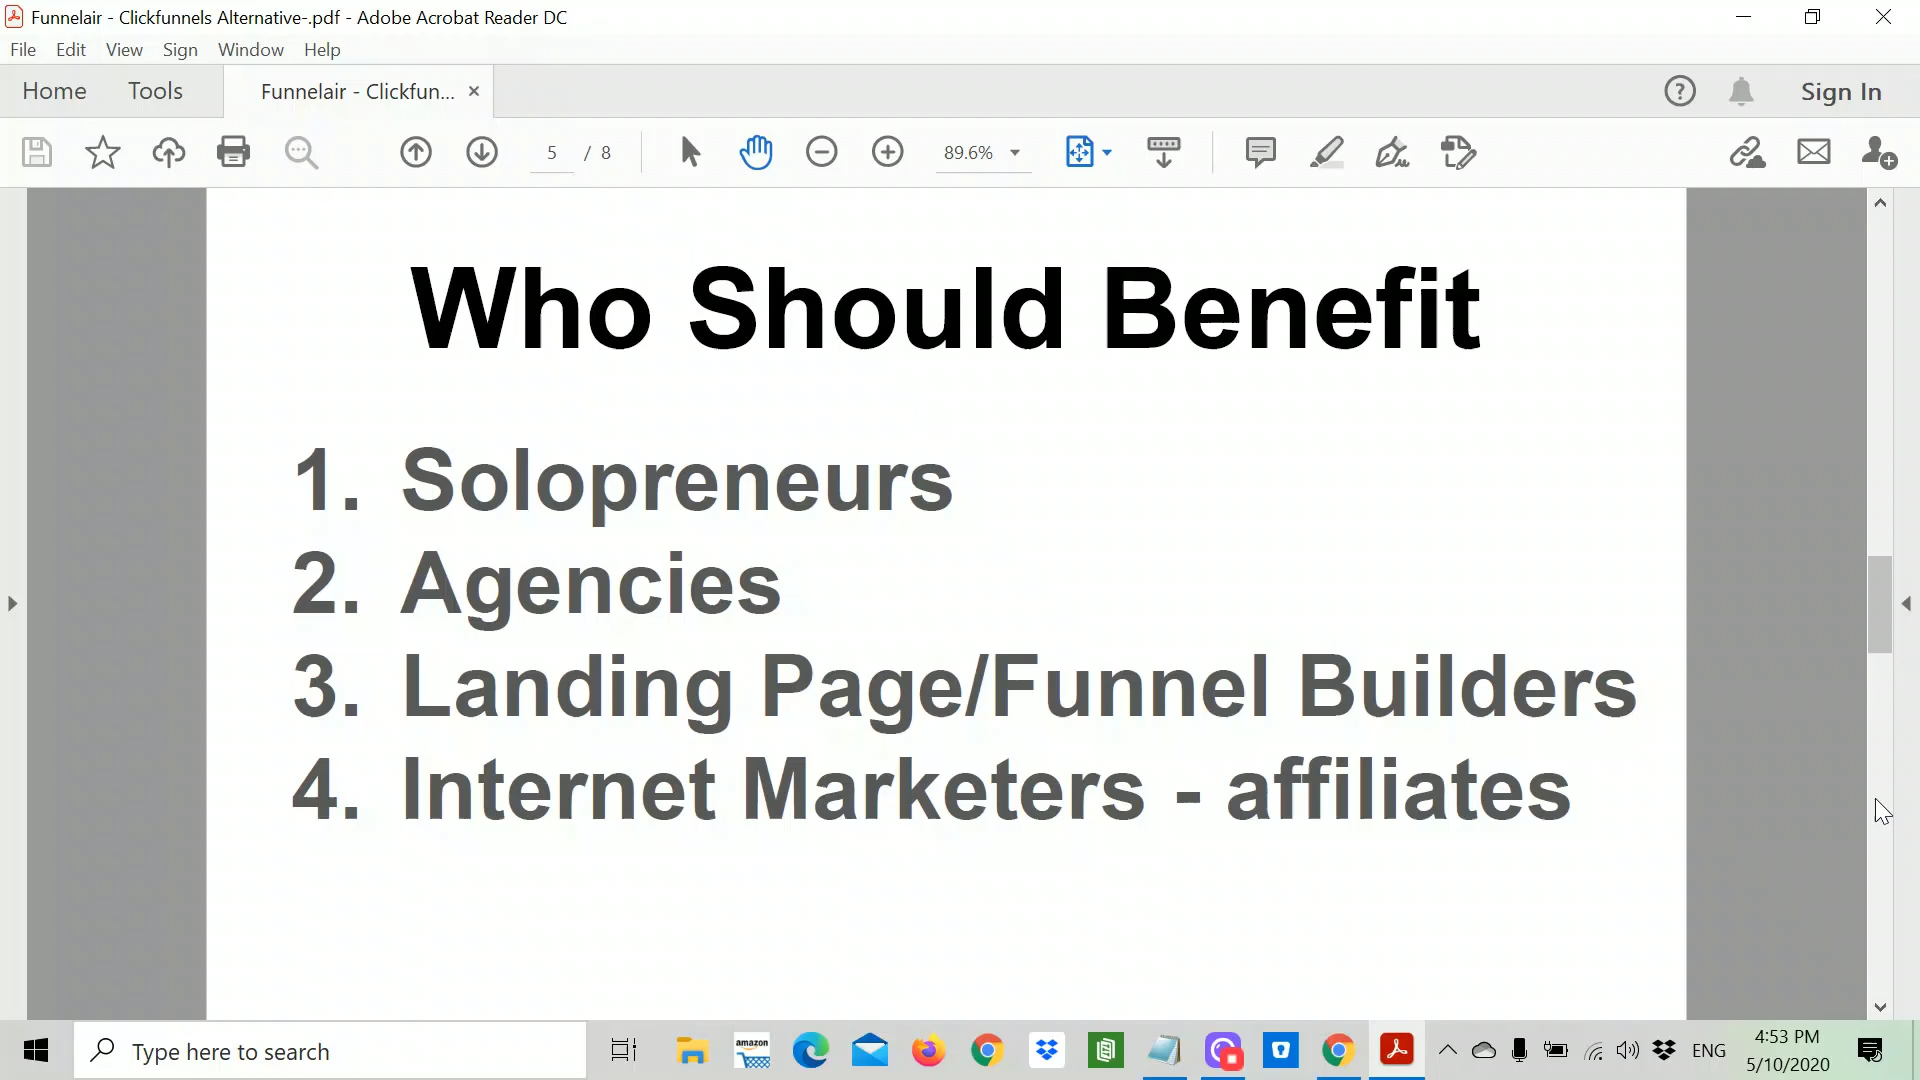 Funnelair - Clickfunnels Alternative-.pdf - Adobe Acrobat Reader DC
File Edit View Sign Window Help
Home Tools Funnelair - Clickfun... Sign In
5 / 8 89.6%
Who Should Benefit
1. Solopreneurs
2. Agencies
3. Landing Page/Funnel Builders
4. Internet Marketers - affiliates
Type here to search
amazon
ENG
4:53 PM
5/10/2020